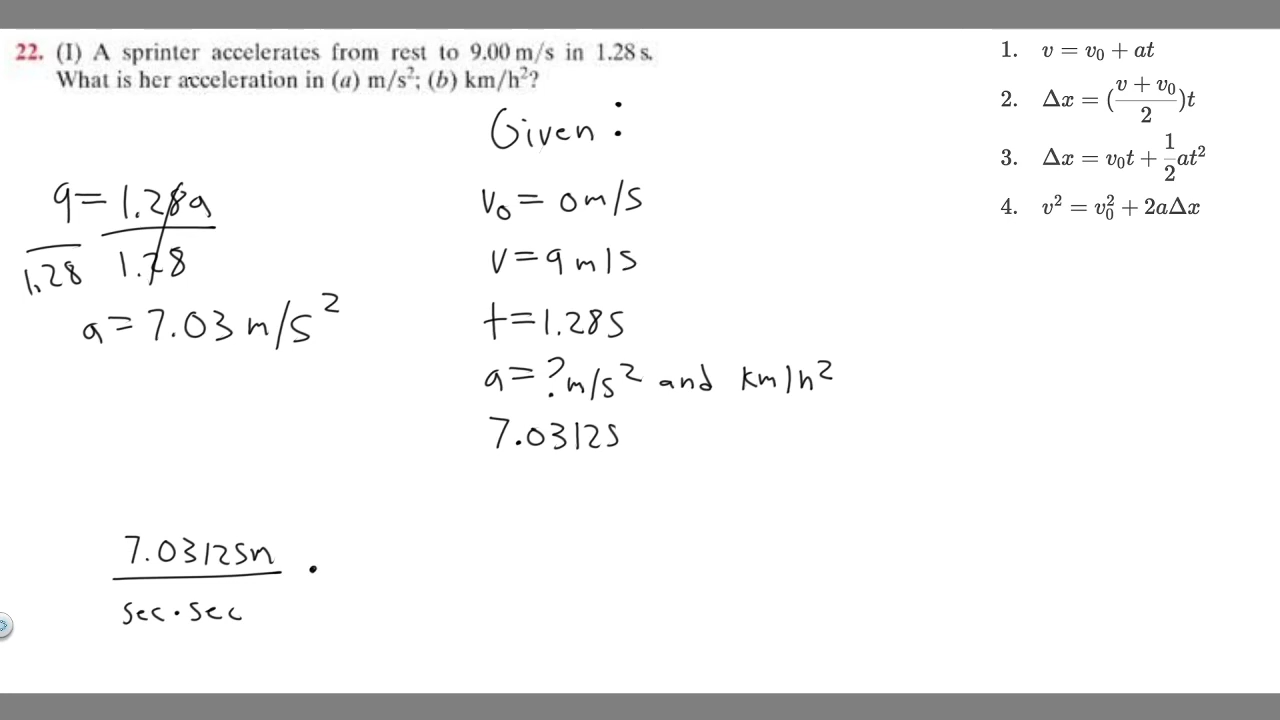 22. (I) A sprinter accelerates from rest to 9.00 m/s in 1.28 s.
What is her acceleration in (a) m/s²; (b) km/h²?
1. v = v₀ + at
2. Δx = ((v + v₀)/2)t
3. Δx = v₀t + 1/2 at²
4. v² = v₀² + 2aΔx
Given:
v₀ = 0 m/s
v = 9 m/s
t = 1.28 s
a = ? m/s² and km/h²
7.03125
9 = 1.28a
1.28 1.28
a = 7.03 m/s²
7.03125m ·
sec · sec